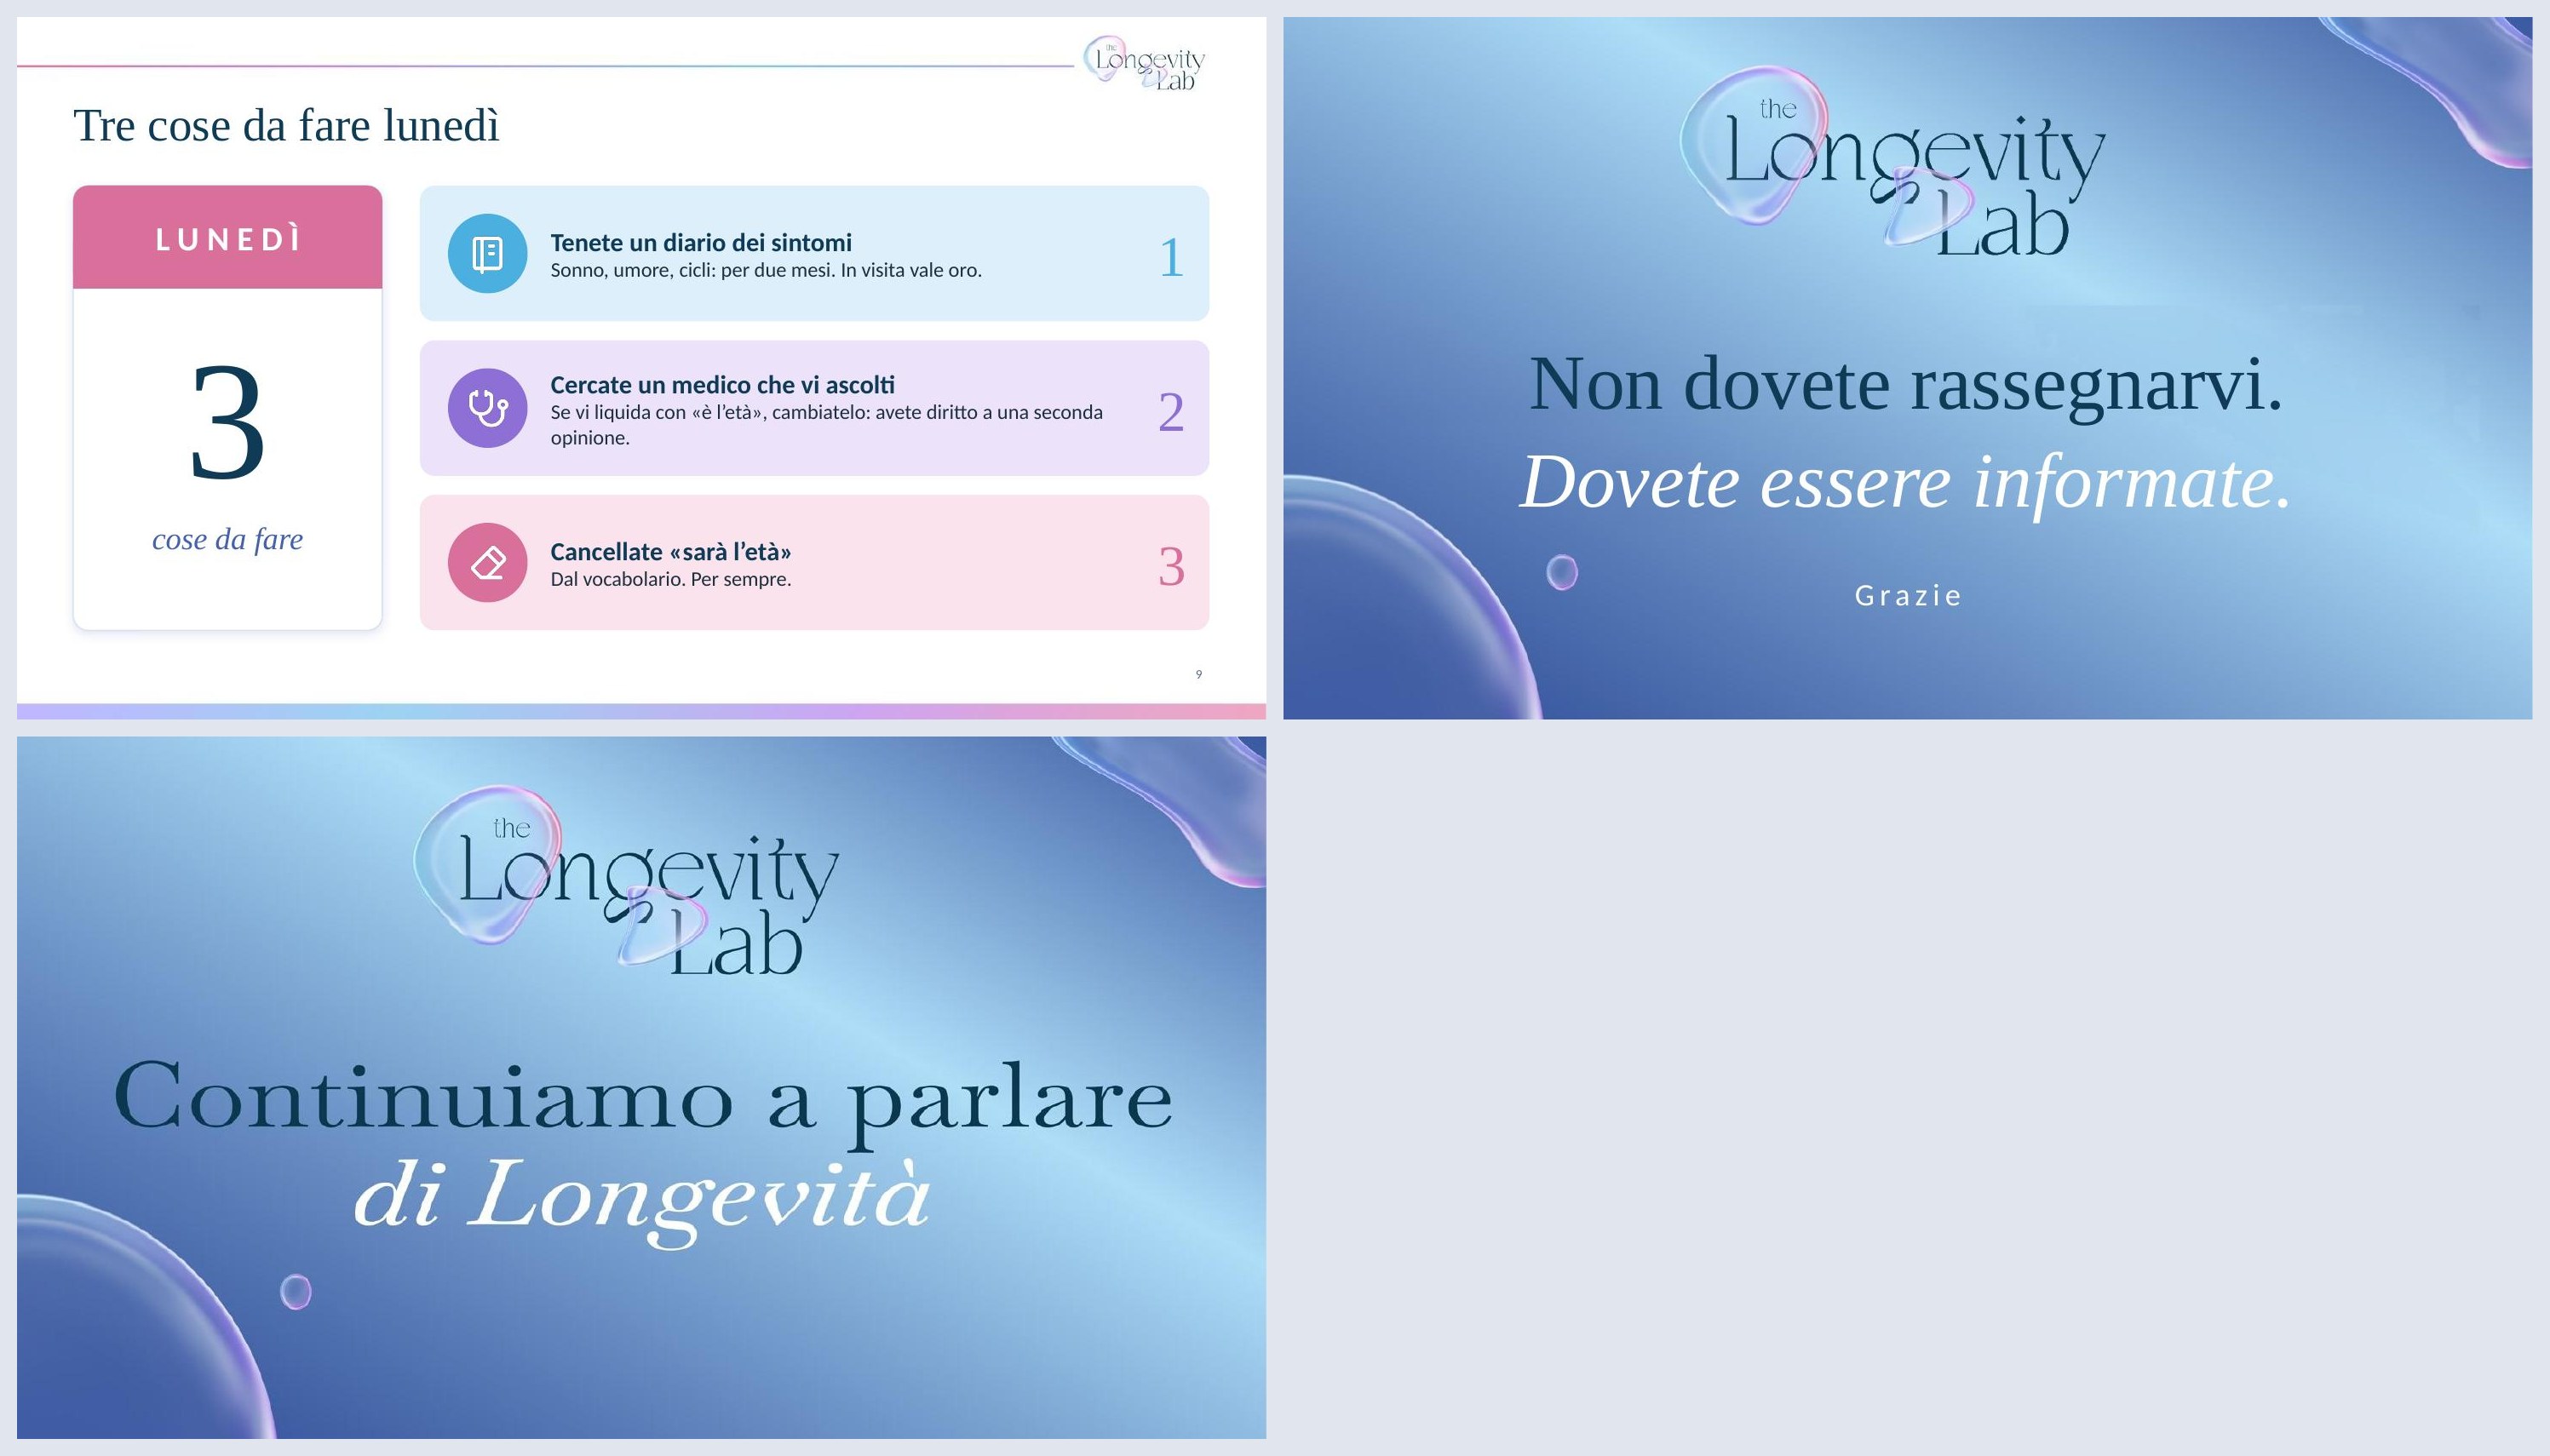 the
Longevity
Lab
Tre cose da fare lunedì
LUNEDÌ
3
cose da fare
Tenete un diario dei sintomi
Sonno, umore, cicli: per due mesi. In visita vale oro.
1
Cercate un medico che vi ascolti
Se vi liquida con «è l’età», cambiatelo: avete diritto a una seconda
opinione.
2
Cancellate «sarà l’età»
Dal vocabolario. Per sempre.
3
9
the
Longevity
Lab
Non dovete rassegnarvi.
Dovete essere informate.
Grazie
the
Longevity
Lab
Continuiamo a parlare
di Longevità